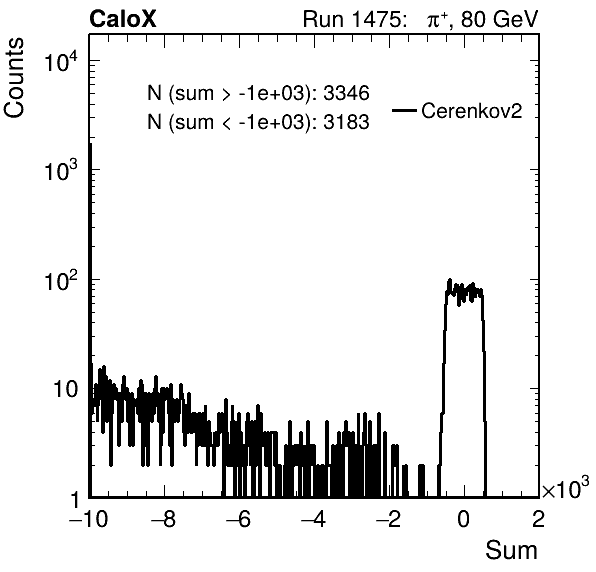 CaloX Run 1475: π⁺, 80 GeV
Counts
10⁴
N (sum > -1e+03): 3346
N (sum < -1e+03): 3183
Cerenkov2
10³
10²
10
1
−10 −8 −6 −4 −2 0 2 ×10³
Sum